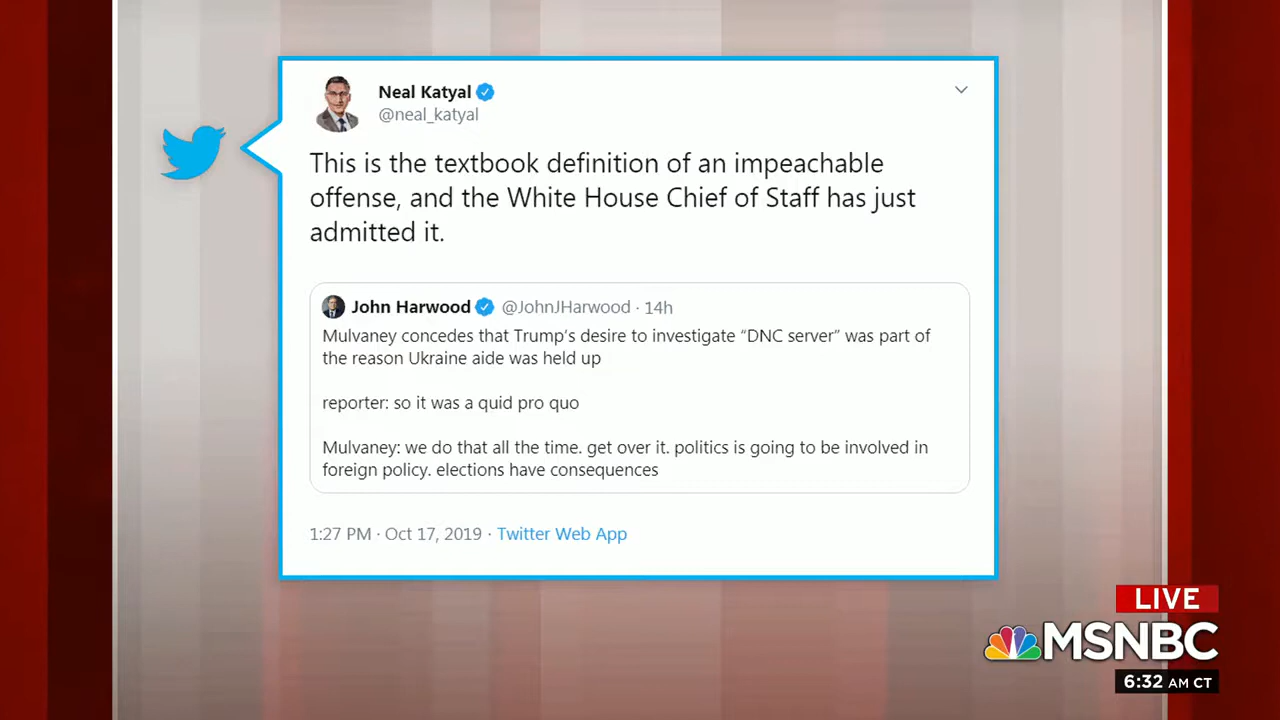 Neal Katyal
@neal_katyal
This is the textbook definition of an impeachable
offense, and the White House Chief of Staff has just
admitted it.
John Harwood @JohnJHarwood · 14h
Mulvaney concedes that Trump's desire to investigate “DNC server” was part of
the reason Ukraine aide was held up
reporter: so it was a quid pro quo
Mulvaney: we do that all the time. get over it. politics is going to be involved in
foreign policy. elections have consequences
1:27 PM · Oct 17, 2019 · Twitter Web App
LIVE
MSNBC
6:32 AM CT